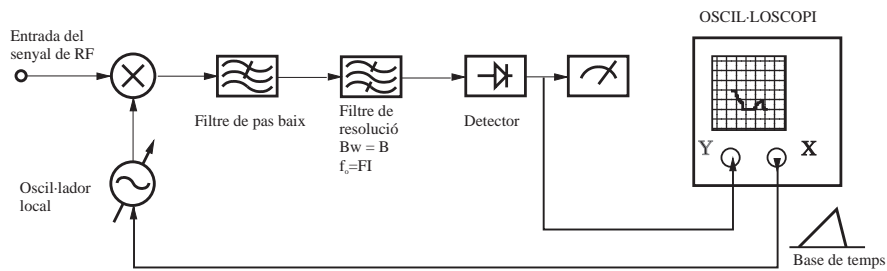 OSCIL·LOSCOPI
Entrada del
senyal de RF
Filtre de pas baix
Filtre de
resolució
Bw = B
fₒ=FI
Detector
Y
X
Oscil·lador
local
Base de temps